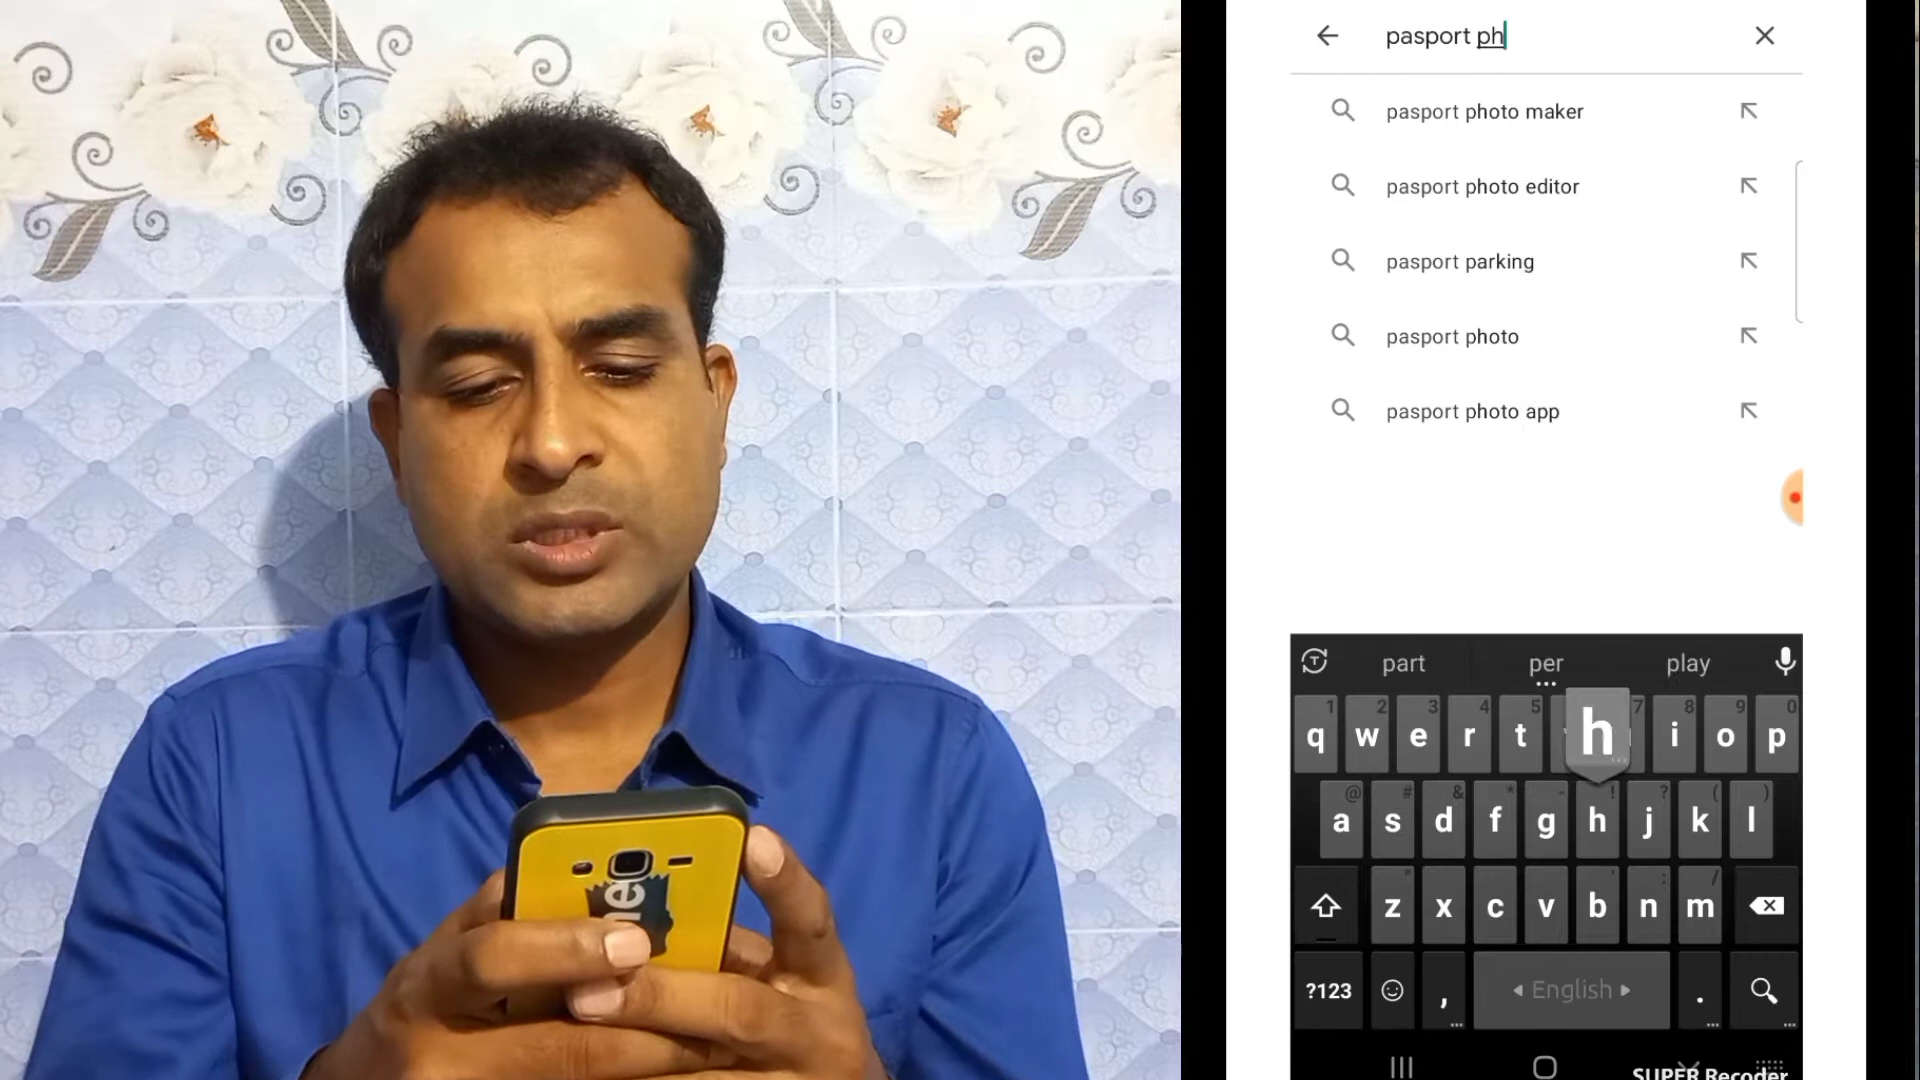 pasport ph
pasport photo maker
pasport photo editor
pasport parking
pasport photo
pasport photo app
part per play
1 2 3 4 5 7 8 9 0
q w e r t h i o p
@ # & * - ! ? ( )
a s d f g h j k l
" ' : /
z x c v b n m
?123 , English .
SUPER Recoder